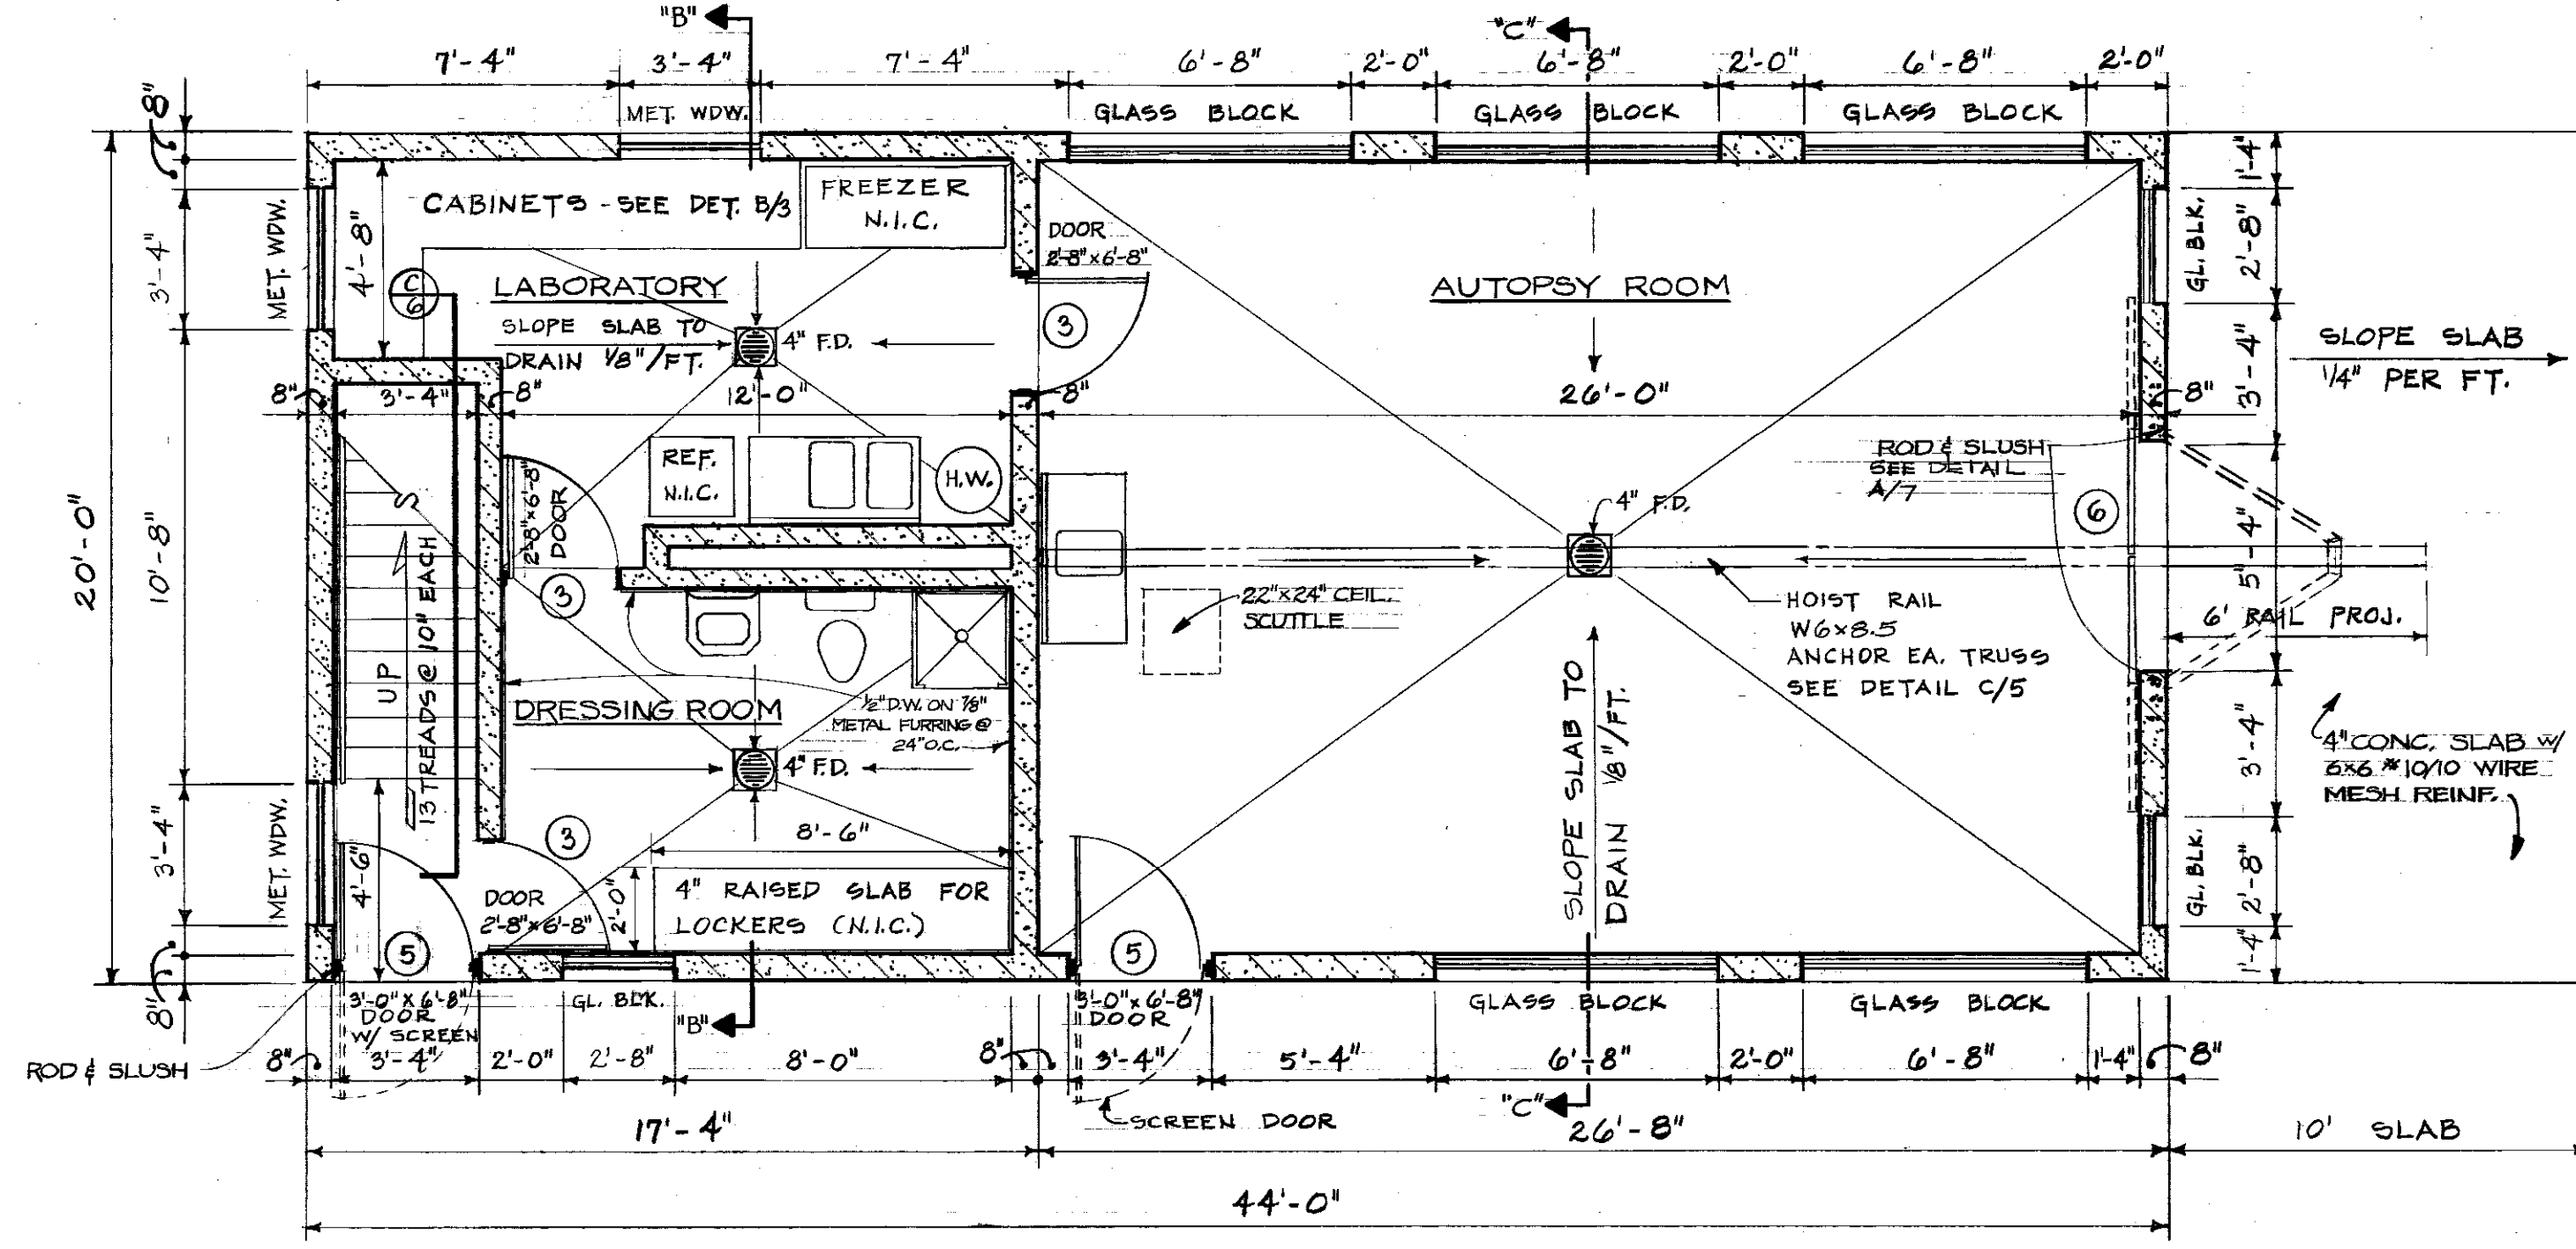 "B"
"C"
7'-4"
3'-4"
7'-4"
6'-8"
2'-0"
6'-8"
2'-0"
6'-8"
2'-0"
MET. WDW.
GLASS BLOCK
GLASS BLOCK
GLASS BLOCK
8"
3'-4"
10'-8"
3'-4"
8"
20'-0"
MET. WDW.
MET. WDW.
4'-8"
CABINETS - SEE DET. B/3
FREEZER
N.I.C.
C
6
LABORATORY
SLOPE SLAB TO
DRAIN 1/8"/FT.
4" F.D.
DOOR
2'-8"x6'-8"
3
AUTOPSY ROOM
8"
3'-4"
8"
12'-0"
8"
26'-0"
8"
REF.
N.I.C.
H.W.
2'-8"x6'-8"
DOOR
3
S
UP
13 TREADS @ 10" EACH
4'-6"
DRESSING ROOM
1/2" D.W. ON 7/8"
METAL FURRING @
24" O.C.
4" F.D.
3
8'-6"
2'-0"
DOOR
2'-8"x6'-8"
4" RAISED SLAB FOR
LOCKERS (N.I.C.)
5
22"x24" CEIL.
SCUTTLE
4" F.D.
ROD & SLUSH
SEE DETAIL
A/7
6
HOIST RAIL
W6x8.5
ANCHOR EA. TRUSS
SEE DETAIL C/5
SLOPE SLAB TO
DRAIN 1/8"/FT.
5
GL. BLK.
GL. BLK.
1'-4"
2'-8"
3'-4"
5'-4"
3'-4"
2'-8"
1'-4"
SLOPE SLAB
1/4" PER FT.
6' RAIL PROJ.
4" CONC. SLAB W/
6x6 #10/10 WIRE
MESH REINF.
3'-0"x6'-8"
DOOR
W/ SCREEN
GL. BLK.
"B"
3'-0"x6'-8"
DOOR
GLASS BLOCK
GLASS BLOCK
ROD & SLUSH
8"
3'-4"
2'-0"
2'-8"
8'-0"
8"
3'-4"
5'-4"
6'-8"
2'-0"
6'-8"
1'-4"
8"
SCREEN DOOR
"C"
17'-4"
26'-8"
10' SLAB
44'-0"